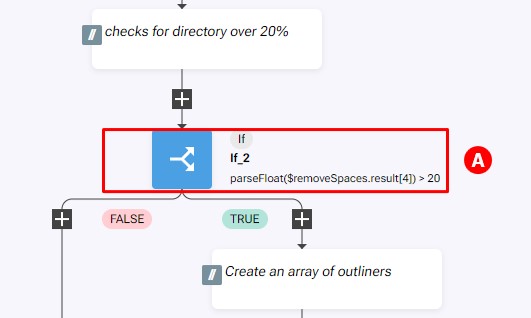 // checks for directory over 20%
If
If_2
parseFloat($removeSpaces.result[4]) > 20
A
FALSE
TRUE
// Create an array of outliners